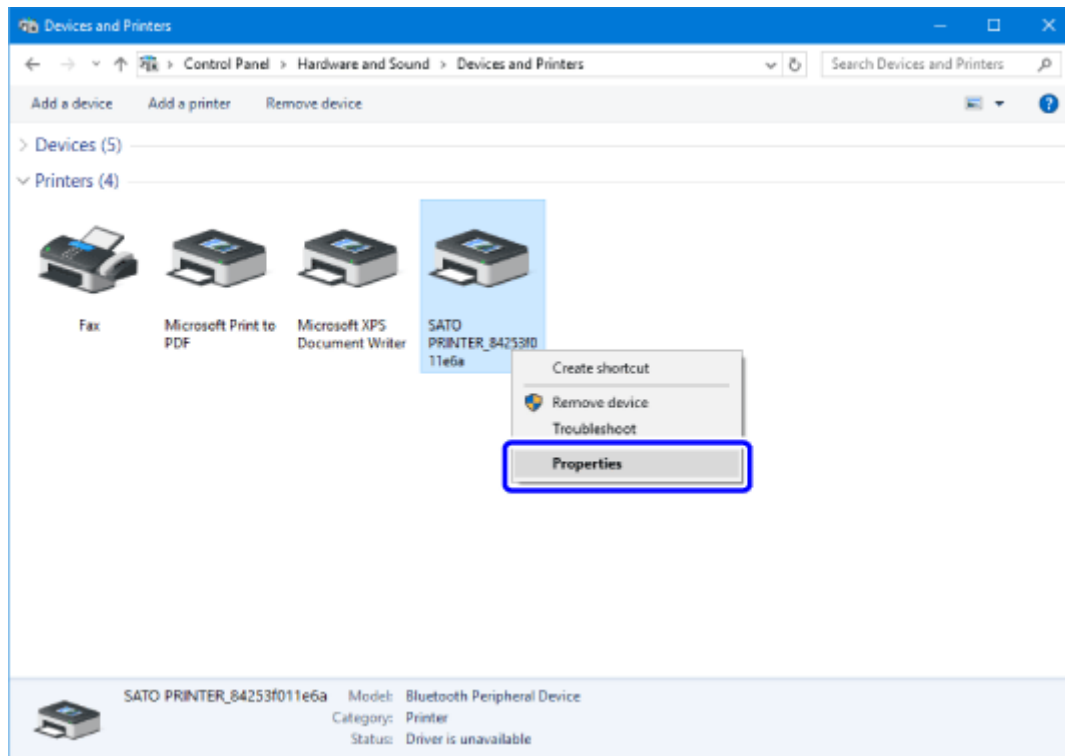 Devices and Printers
Control Panel > Hardware and Sound > Devices and Printers
Search Devices and Printers
Add a device Add a printer Remove device
Devices (5)
Printers (4)
Fax
Microsoft Print to
PDF
Microsoft XPS
Document Writer
SATO
PRINTER_84253f0
11e6a
Create shortcut
Remove device
Troubleshoot
Properties
SATO PRINTER_84253f011e6a Model: Bluetooth Peripheral Device
Category: Printer
Status: Driver is unavailable